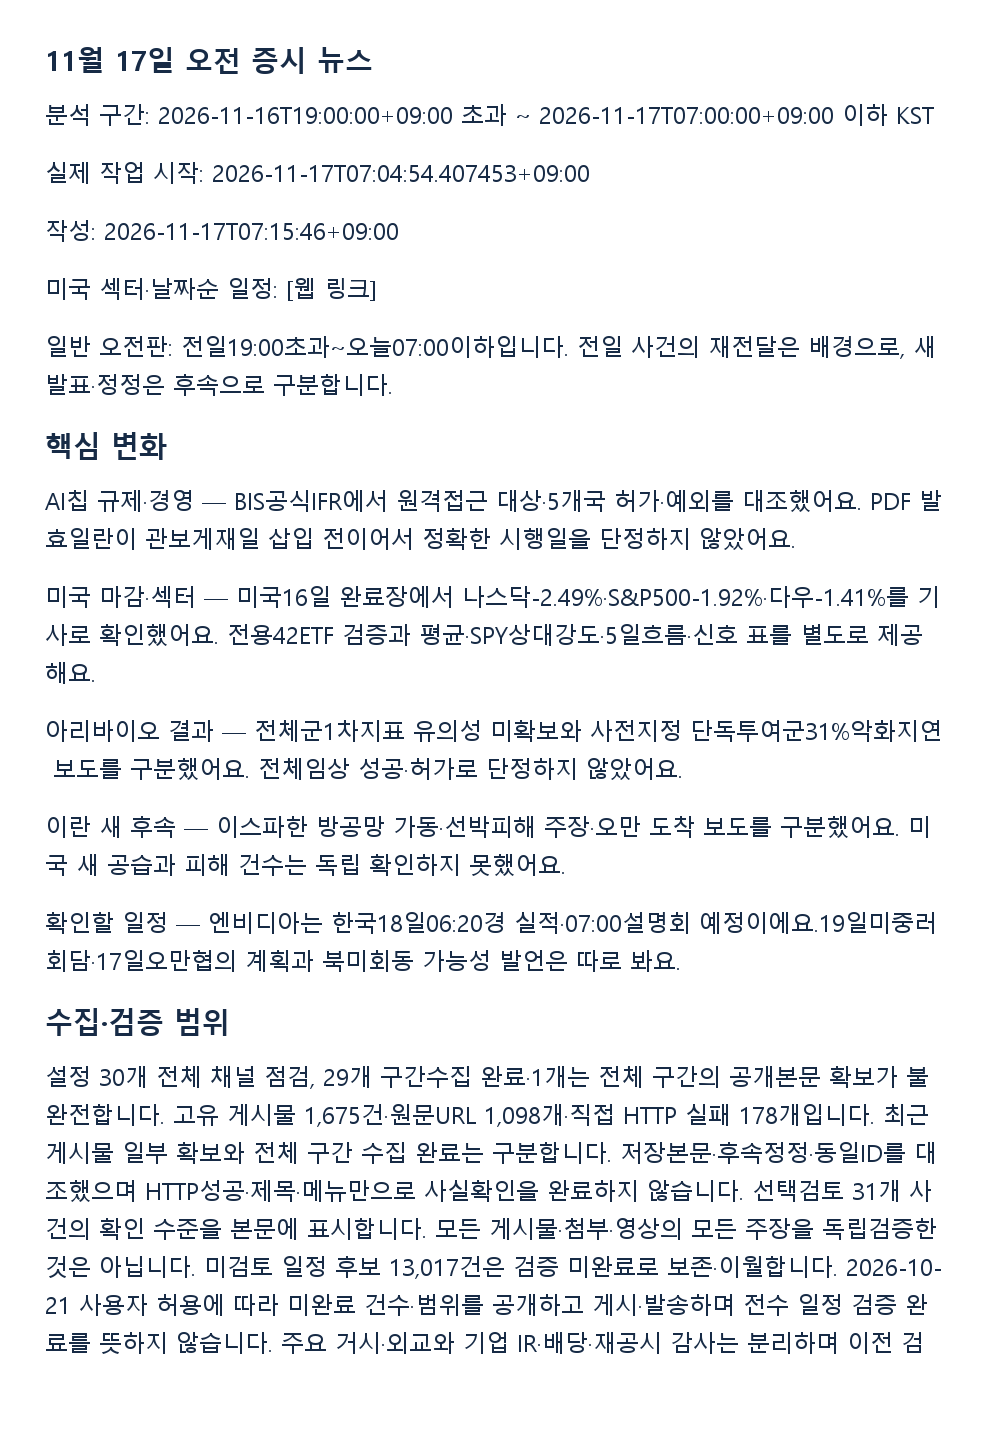 11월 17일 오전 증시 뉴스
분석 구간: 2026-11-16T19:00:00+09:00 초과 ~ 2026-11-17T07:00:00+09:00 이하 KST
실제 작업 시작: 2026-11-17T07:04:54.407453+09:00
작성: 2026-11-17T07:15:46+09:00
미국 섹터·날짜순 일정: [웹 링크]
일반 오전판: 전일19:00초과~오늘07:00이하입니다. 전일 사건의 재전달은 배경으로, 새
발표·정정은 후속으로 구분합니다.
핵심 변화
AI칩 규제·경영 — BIS공식IFR에서 원격접근 대상·5개국 허가·예외를 대조했어요. PDF 발
효일란이 관보게재일 삽입 전이어서 정확한 시행일을 단정하지 않았어요.
미국 마감·섹터 — 미국16일 완료장에서 나스닥-2.49%·S&P500-1.92%·다우-1.41%를 기
사로 확인했어요. 전용42ETF 검증과 평균·SPY상대강도·5일흐름·신호 표를 별도로 제공
해요.
아리바이오 결과 — 전체군1차지표 유의성 미확보와 사전지정 단독투여군31%악화지연
보도를 구분했어요. 전체임상 성공·허가로 단정하지 않았어요.
이란 새 후속 — 이스파한 방공망 가동·선박피해 주장·오만 도착 보도를 구분했어요. 미
국 새 공습과 피해 건수는 독립 확인하지 못했어요.
확인할 일정 — 엔비디아는 한국18일06:20경 실적·07:00설명회 예정이에요.19일미중러
회담·17일오만협의 계획과 북미회동 가능성 발언은 따로 봐요.
수집·검증 범위
설정 30개 전체 채널 점검, 29개 구간수집 완료·1개는 전체 구간의 공개본문 확보가 불
완전합니다. 고유 게시물 1,675건·원문URL 1,098개·직접 HTTP 실패 178개입니다. 최근
게시물 일부 확보와 전체 구간 수집 완료는 구분합니다. 저장본문·후속정정·동일ID를 대
조했으며 HTTP성공·제목·메뉴만으로 사실확인을 완료하지 않습니다. 선택검토 31개 사
건의 확인 수준을 본문에 표시합니다. 모든 게시물·첨부·영상의 모든 주장을 독립검증한
것은 아닙니다. 미검토 일정 후보 13,017건은 검증 미완료로 보존·이월합니다. 2026-10-
21 사용자 허용에 따라 미완료 건수·범위를 공개하고 게시·발송하며 전수 일정 검증 완
료를 뜻하지 않습니다. 주요 거시·외교와 기업 IR·배당·재공시 감사는 분리하며 이전 검